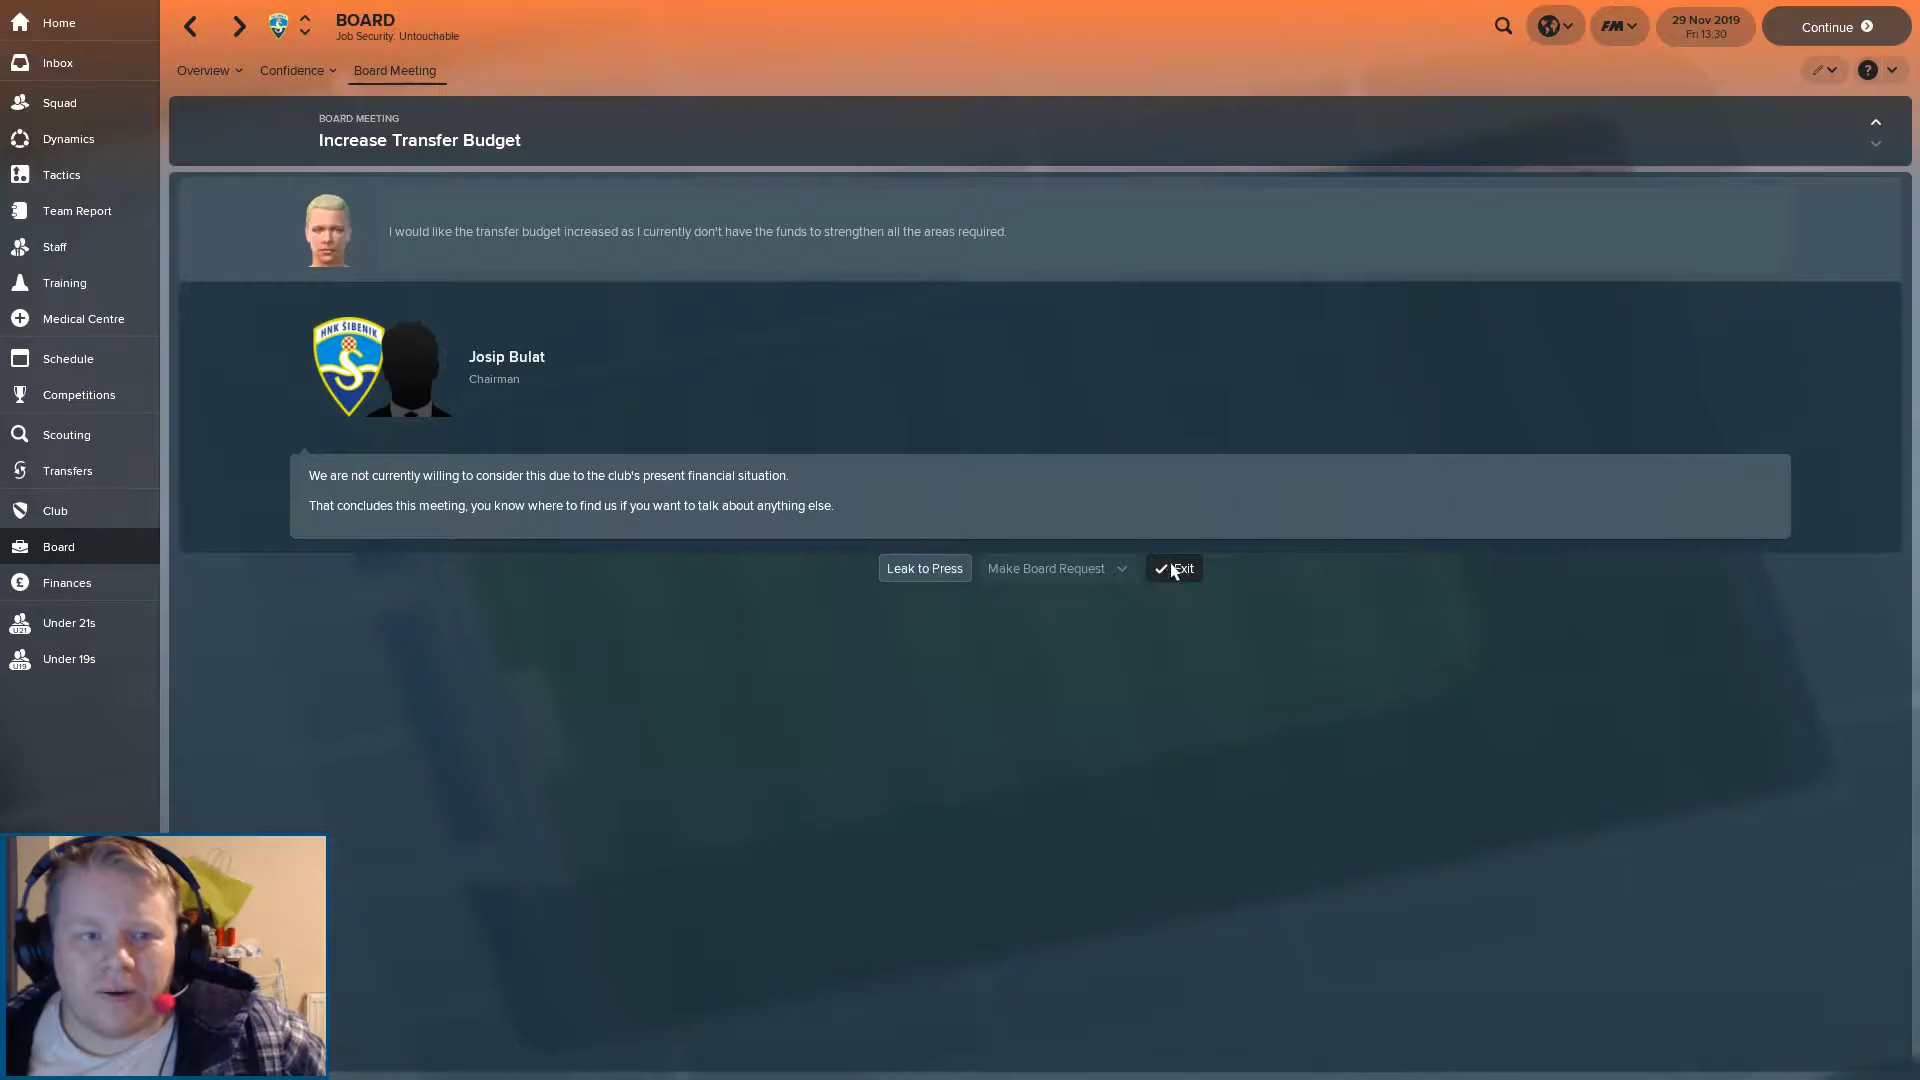 Home
Inbox
Squad
Dynamics
Tactics
Team Report
Staff
Training
Medical Centre
Schedule
Competitions
Scouting
Transfers
Club
Board
Finances
Under 21s
Under 19s
U21
U19
BOARD
Job Security: Untouchable
FM
29 Nov 2019
Fri 13:30
Continue
Overview
Confidence
Board Meeting
?
BOARD MEETING
Increase Transfer Budget
I would like the transfer budget increased as I currently don't have the funds to strengthen all the areas required.
HNK ŠIBENIK
Josip Bulat
Chairman
We are not currently willing to consider this due to the club's present financial situation.
That concludes this meeting, you know where to find us if you want to talk about anything else.
Leak to Press
Make Board Request
Exit